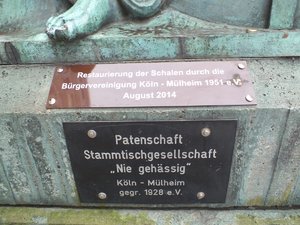 Restaurierung der Schalen durch die
Bürgervereinigung Köln - Mülheim 1951 e.V.
August 2014
Patenschaft
Stammtischgesellschaft
„Nie gehässig"
Köln - Mülheim
gegr. 1928 e.V.